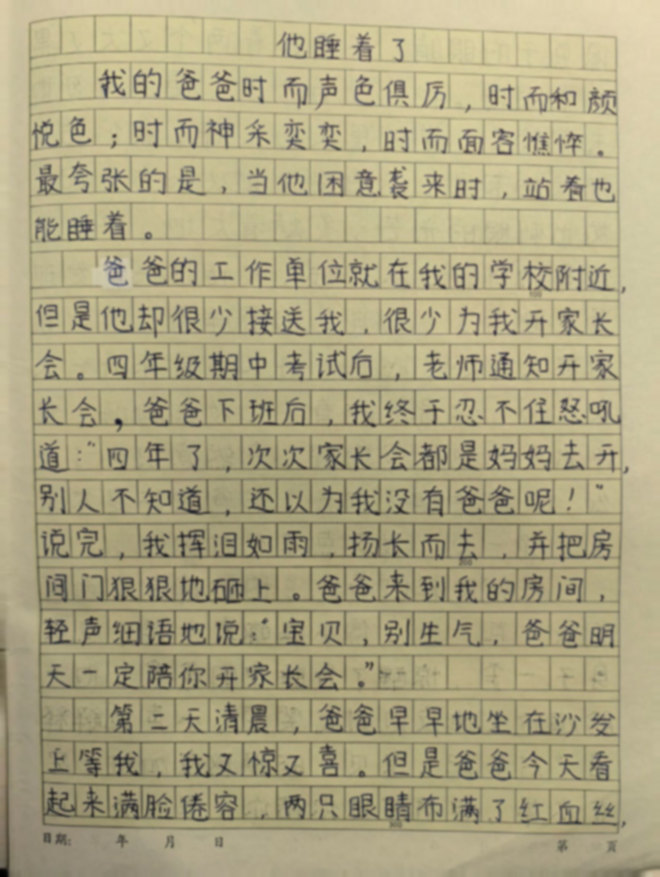 他睡着了
我的爸爸时而声色俱厉，时而和颜
悦色；时而神采奕奕，时而面容憔悴。
最夸张的是，当他困意袭来时，站着也
能睡着。
爸爸的工作单位就在我的学校附近，
但是他却很少接送我，很少为我开家长
会。四年级期中考试后，老师通知开家
长会，爸爸下班后，我终于忍不住怒吼
道：“四年了，次次家长会都是妈妈去开，
别人不知道，还以为我没有爸爸呢！”
说完，我挥泪如雨，扬长而去，并把房
间门狠狠地砸上。爸爸来到我的房间，
轻声细语地说：“宝贝，别生气，爸爸明
天一定陪你开家长会。”
第二天清晨，爸爸早早地坐在沙发
上等我，我又惊又喜。但是爸爸今天看
起来满脸倦容，两只眼睛布满了红血丝，
日期： 年 月 日 第 页